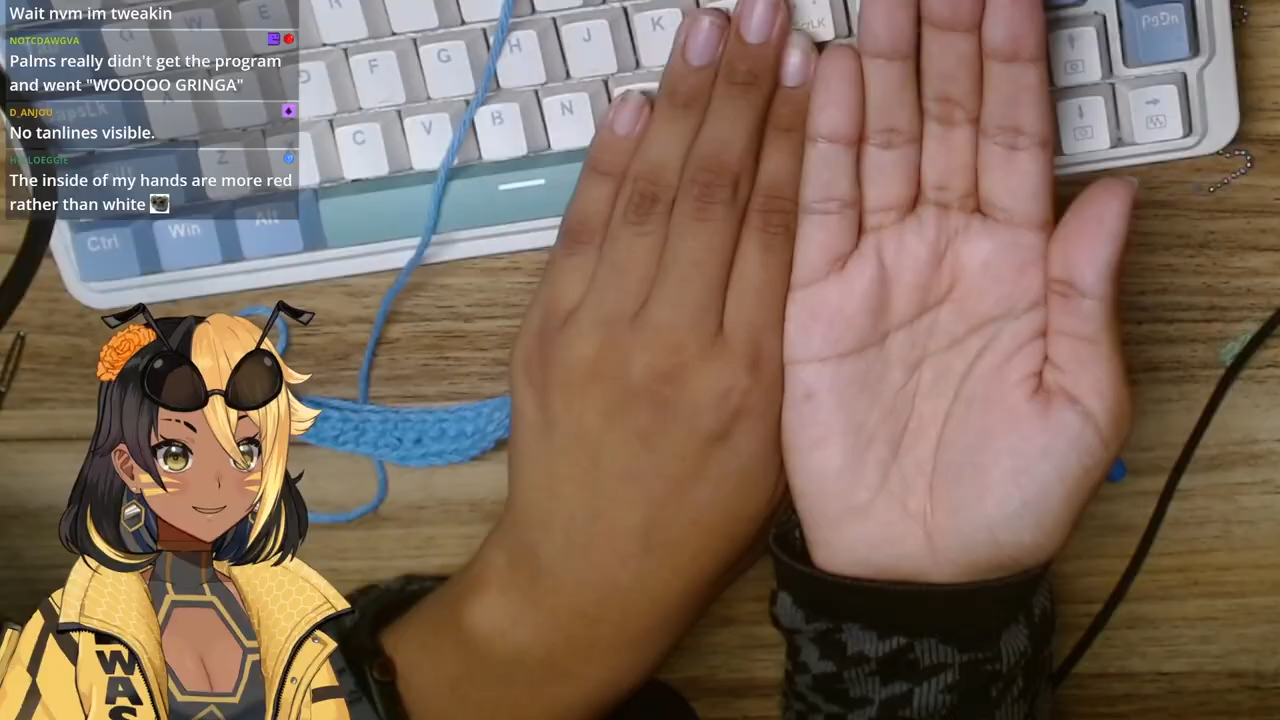 Wait nvm im tweakin
NOTCDAWGVA
Palms really didn't get the program
and went "WOOOOO GRINGA"
D_ANJOU
No tanlines visible.
The inside of my hands are more red
rather than white
E
R
F
G
H
J
K
C
V
B
N
Z
PgDn
CapsLk
Ctrl
Win
Alt
WAS